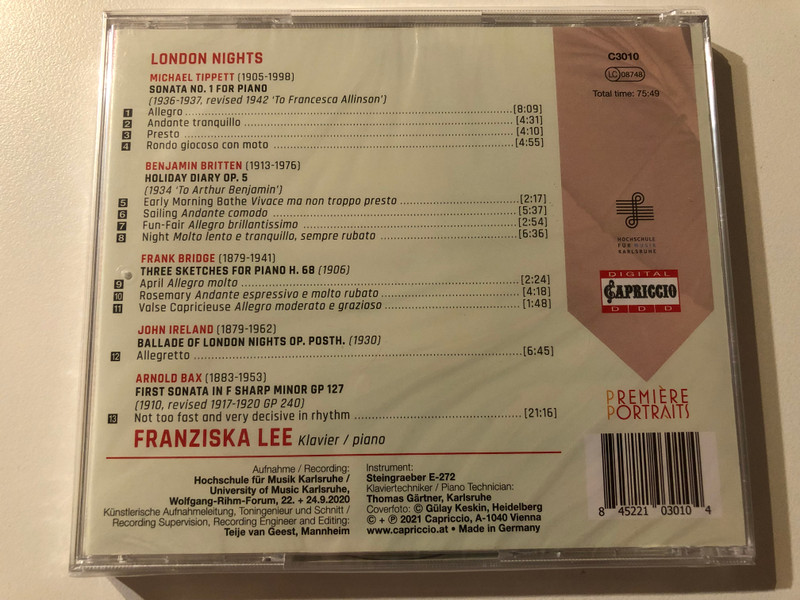 LONDON NIGHTS
MICHAEL TIPPETT (1905-1998)
SONATA NO. 1 FOR PIANO
(1936-1937, revised 1942 'To Francesca Allinson')
1 Allegro [8:09]
2 Andante tranquillo [4:31]
3 Presto [4:10]
4 Rondo giocoso con moto [4:55]
BENJAMIN BRITTEN (1913-1976)
HOLIDAY DIARY OP. 5
(1934 'To Arthur Benjamin')
5 Early Morning Bathe Vivace ma non troppo presto [2:17]
6 Sailing Andante comodo [5:37]
7 Fun-Fair Allegro brillantissimo [2:54]
8 Night Molto lento e tranquillo, sempre rubato [6:36]
FRANK BRIDGE (1879-1941)
THREE SKETCHES FOR PIANO H. 68 (1906)
9 April Allegro molto [2:24]
10 Rosemary Andante espressivo e molto rubato [4:18]
11 Valse Capricieuse Allegro moderato e grazioso [1:48]
JOHN IRELAND (1879-1962)
BALLADE OF LONDON NIGHTS OP. POSTH. (1930)
12 Allegretto [6:45]
ARNOLD BAX (1883-1953)
FIRST SONATA IN F SHARP MINOR GP 127
(1910, revised 1917-1920 GP 240)
13 Not too fast and very decisive in rhythm [21:16]
FRANZISKA LEE Klavier / piano
Aufnahme / Recording:
Hochschule für Musik Karlsruhe /
University of Music Karlsruhe,
Wolfgang-Rihm-Forum, 22. + 24.9.2020
Künstlerische Aufnahmeleitung, Toningenieur und Schnitt /
Recording Supervision, Recording Engineer and Editing:
Teije van Geest, Mannheim
Instrument:
Steingraeber E-272
Klaviertechniker / Piano Technician:
Thomas Gärtner, Karlsruhe
Coverfoto: © Gülay Keskin, Heidelberg
© + ℗ 2021 Capriccio, A-1040 Vienna
www.capriccio.at • Made in Germany
C3010
LC 08748
Total time: 75:49
HOCHSCHULE
FÜR MUSIK
KARLSRUHE
DIGITAL
CAPRICCIO
D D D
PREMIÈRE
PORTRAITS
8 45221 03010 4